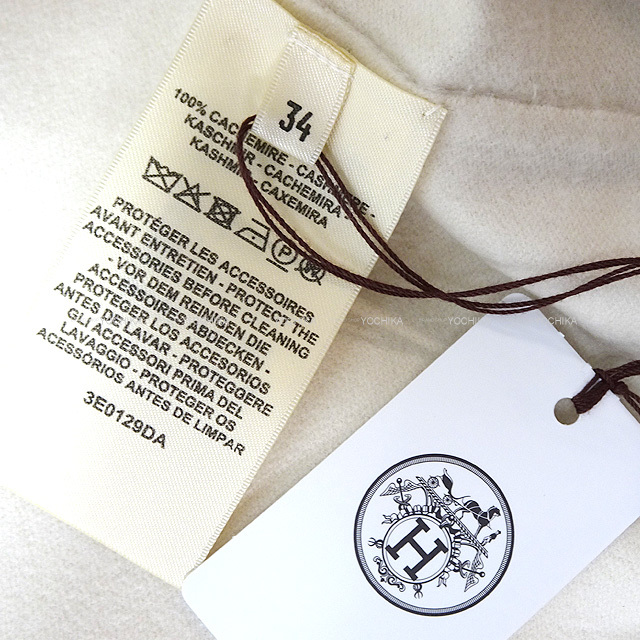 34
100% CACHEMIRE - CASHMERE -
KASCHMIR - CACHEMIRA -
KASHMIR - CAXEMIRA
P
PROTÉGER LES ACCESSOIRES
AVANT ENTRETIEN - PROTECT THE
ACCESSORIES BEFORE CLEANING
- VOR DEM REINIGEN DIE
ACCESSOIRES ABDECKEN -
PROTEGER LOS ACCESORIOS
ANTES DE LAVAR - PROTEGGERE
GLI ACCESSORI PRIMA DEL
LAVAGGIO - PROTEGER OS
ACESSÓRIOS ANTES DE LIMPAR
3E0129DA
YOCHIKA YOCHIKA YOCHIKA
H